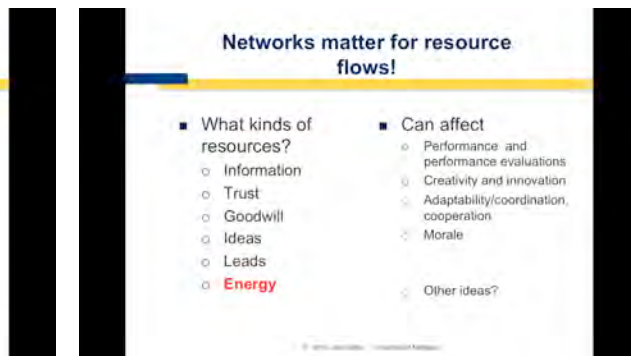 Networks matter for resource
flows!
What kinds of
resources?
Information
Trust
Goodwill
Ideas
Leads
Energy
Can affect
Performance and
performance evaluations
Creativity and innovation
Adaptability/coordination,
cooperation
Morale
Other ideas?